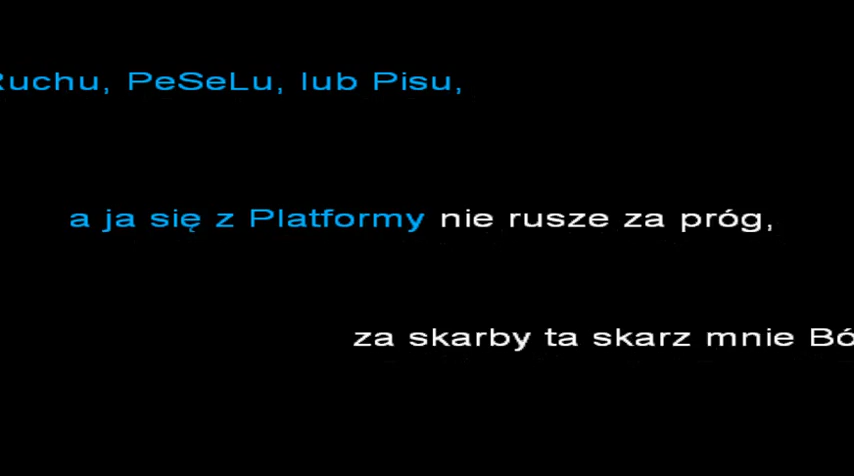 Ruchu, PeSeLu, lub Pisu,
a ja się z Platformy nie rusze za próg,
za skarby ta skarz mnie Bó